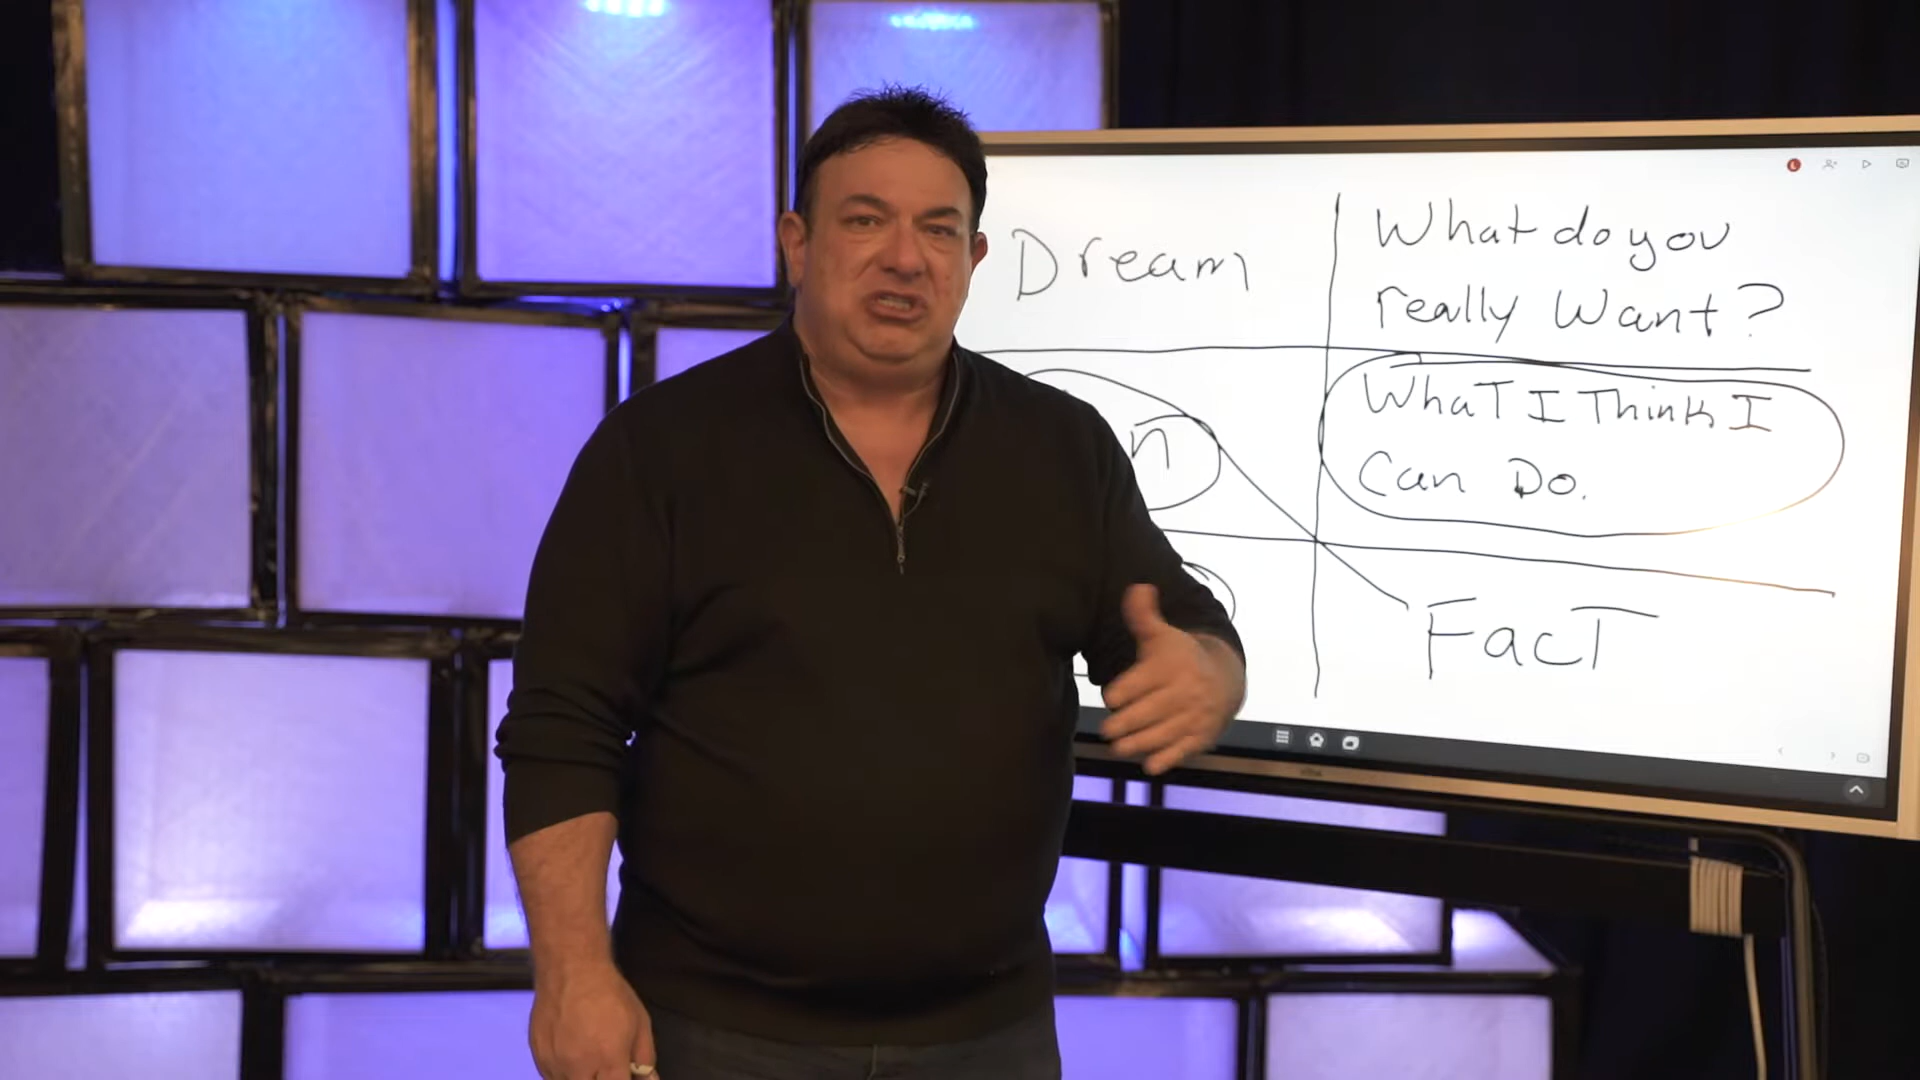 Dream
What do you
really want?
WhaT I Think I
Can Do.
FacT